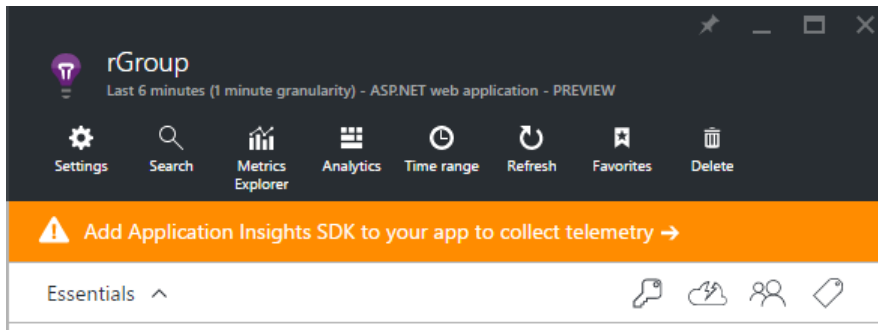 rGroup
Last 6 minutes (1 minute granularity) - ASP.NET web application - PREVIEW
Settings Search Metrics Explorer Analytics Time range Refresh Favorites Delete
Add Application Insights SDK to your app to collect telemetry →
Essentials